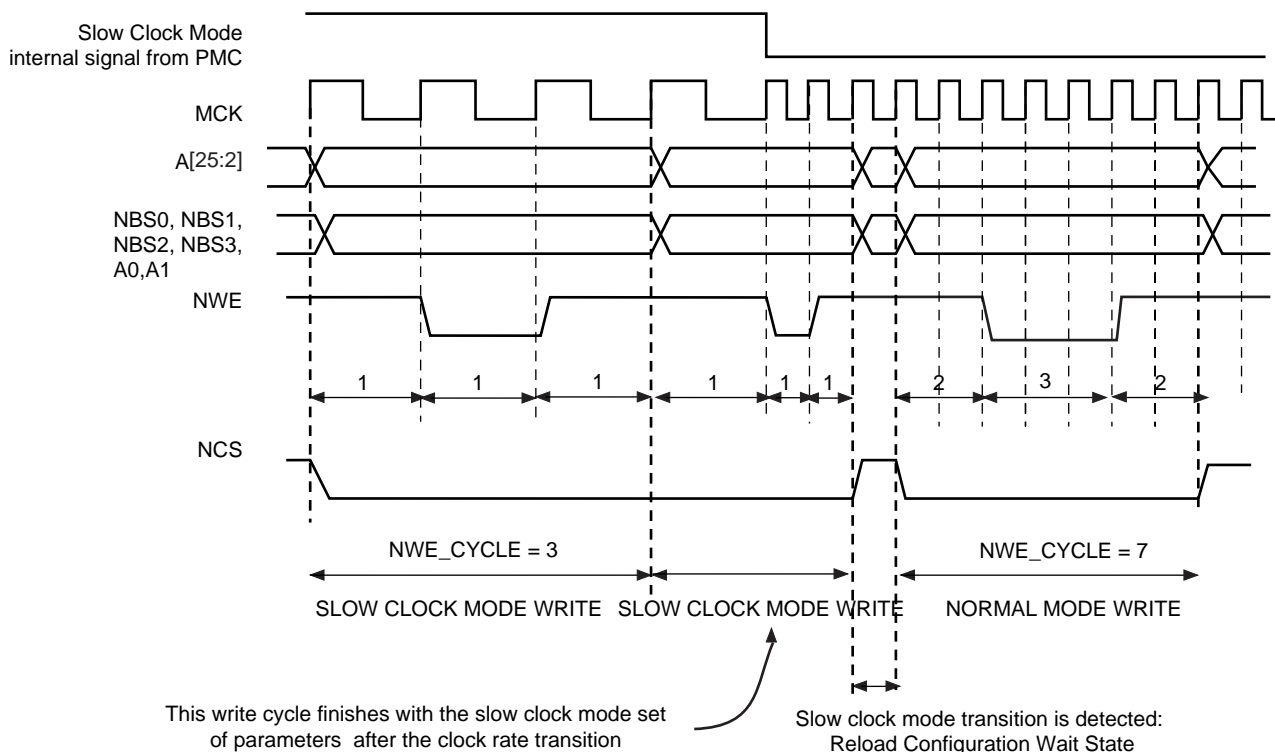 Slow Clock Mode
internal signal from PMC
MCK
A[25:2]
NBS0, NBS1,
NBS2, NBS3,
A0,A1
NWE
1 1 1 1 1 1 2 3 2
NCS
NWE_CYCLE = 3 NWE_CYCLE = 7
SLOW CLOCK MODE WRITE SLOW CLOCK MODE WRITE NORMAL MODE WRITE
This write cycle finishes with the slow clock mode set
of parameters after the clock rate transition
Slow clock mode transition is detected:
Reload Configuration Wait State